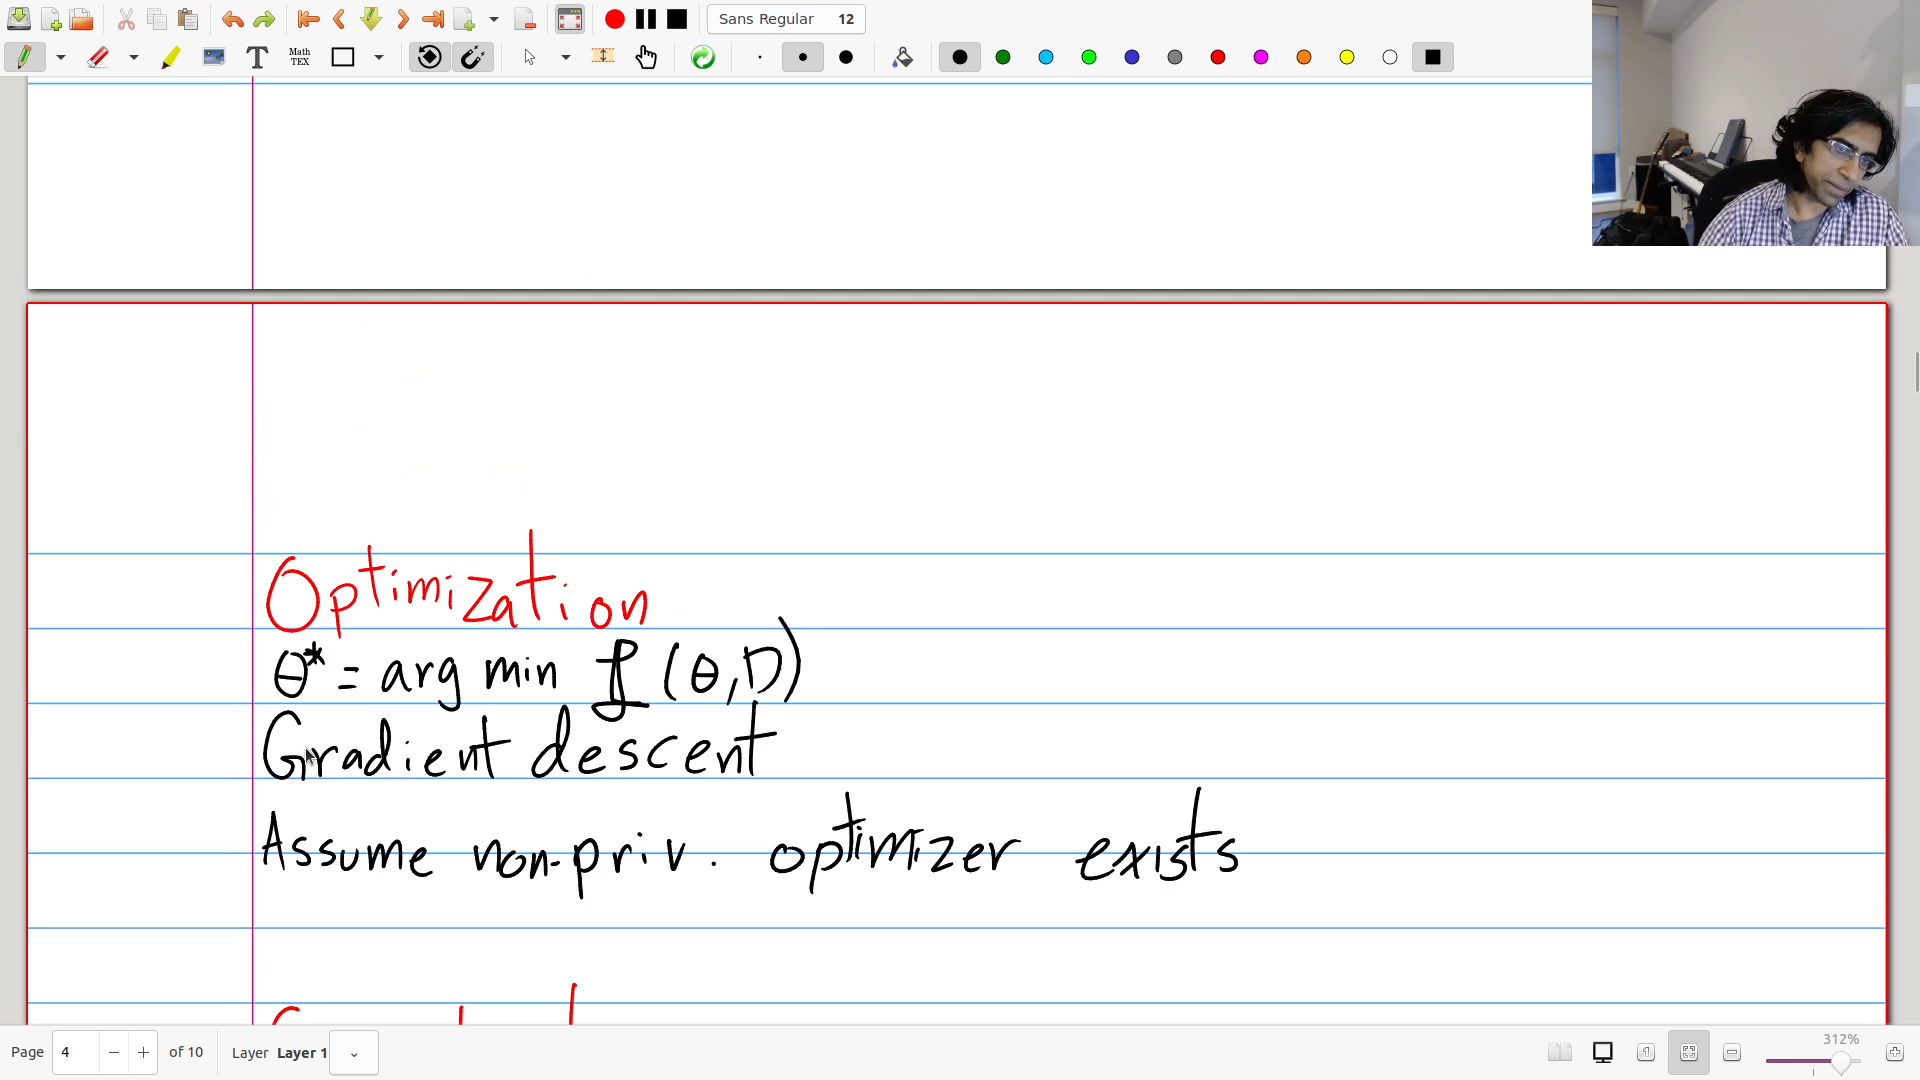 Sans Regular 12
Math
TEX
Optimization
θ* = arg min ℒ (θ, D)
Gradient descent
Assume non-priv. optimizer exists
Page 4 of 10 Layer Layer 1
312%